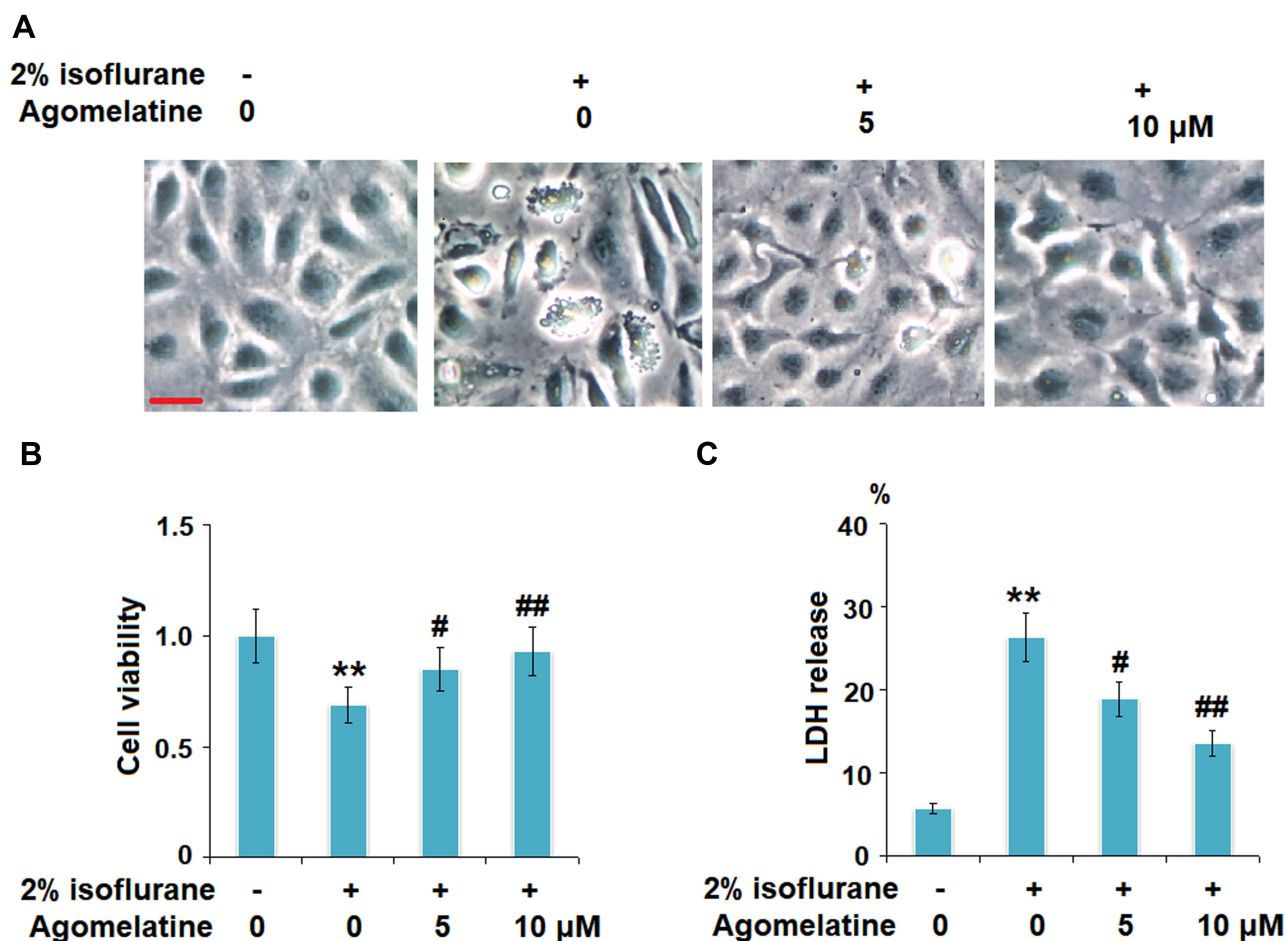 A
2% isoflurane - + + +
Agomelatine 0 0 5 10 µM
B
C
%
1.5
1.0
0.5
0
Cell viability
**
#
##
40
30
20
10
0
LDH release
**
#
##
2% isoflurane - + + +
Agomelatine 0 0 5 10 µM
2% isoflurane - + + +
Agomelatine 0 0 5 10 µM